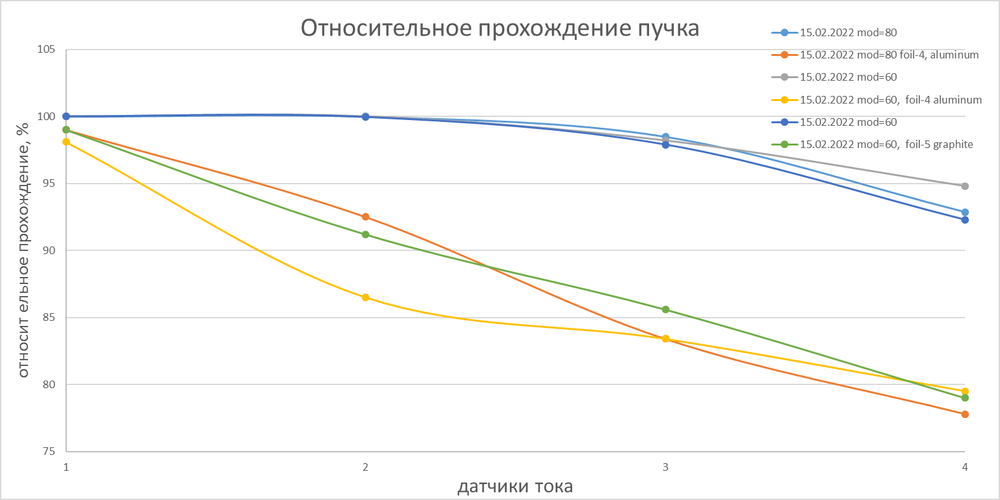 Относительное прохождение пучка
15.02.2022 mod=80
15.02.2022 mod=80 foil-4, aluminum
15.02.2022 mod=60
15.02.2022 mod=60,  foil-4 aluminum
15.02.2022 mod=60
15.02.2022 mod=60,  foil-5 graphite
относит ельное прохождение, %
105
100
95
90
85
80
75
1 2 3 4
датчики тока